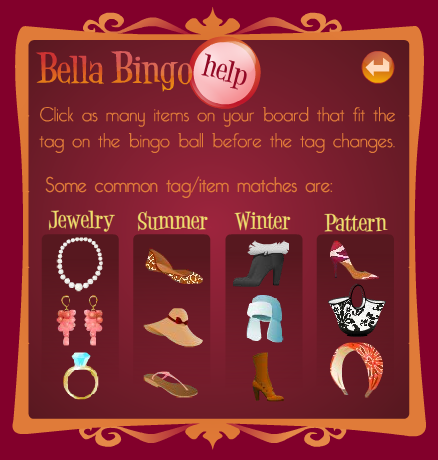 Bella Bingo help
Click as many items on your board that fit the
tag on the bingo ball before the tag changes.
Some common tag/item matches are:
Jewelry Summer Winter Pattern